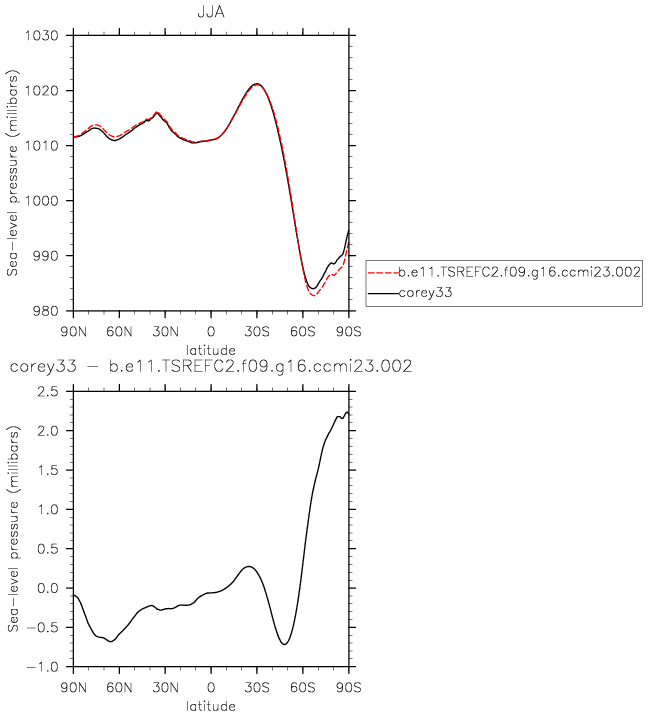 JJA
1030
1020
1010
1000
990
980
Sea-level pressure (millibars)
90N 60N 30N 0 30S 60S 90S
latitude
b.e11.TSREFC2.f09.g16.ccmi23.002
corey33
corey33 - b.e11.TSREFC2.f09.g16.ccmi23.002
2.5
2.0
1.5
1.0
0.5
0.0
-0.5
-1.0
Sea-level pressure (millibars)
90N 60N 30N 0 30S 60S 90S
latitude